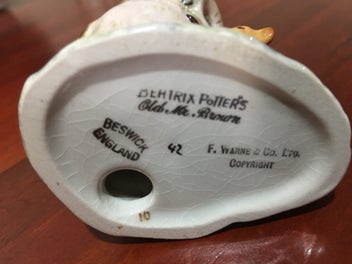 BEATRIX POTTER'S
Old Mr. Brown
BESWICK
ENGLAND
42
F. WARNE & CO. LTD.
COPYRIGHT
10